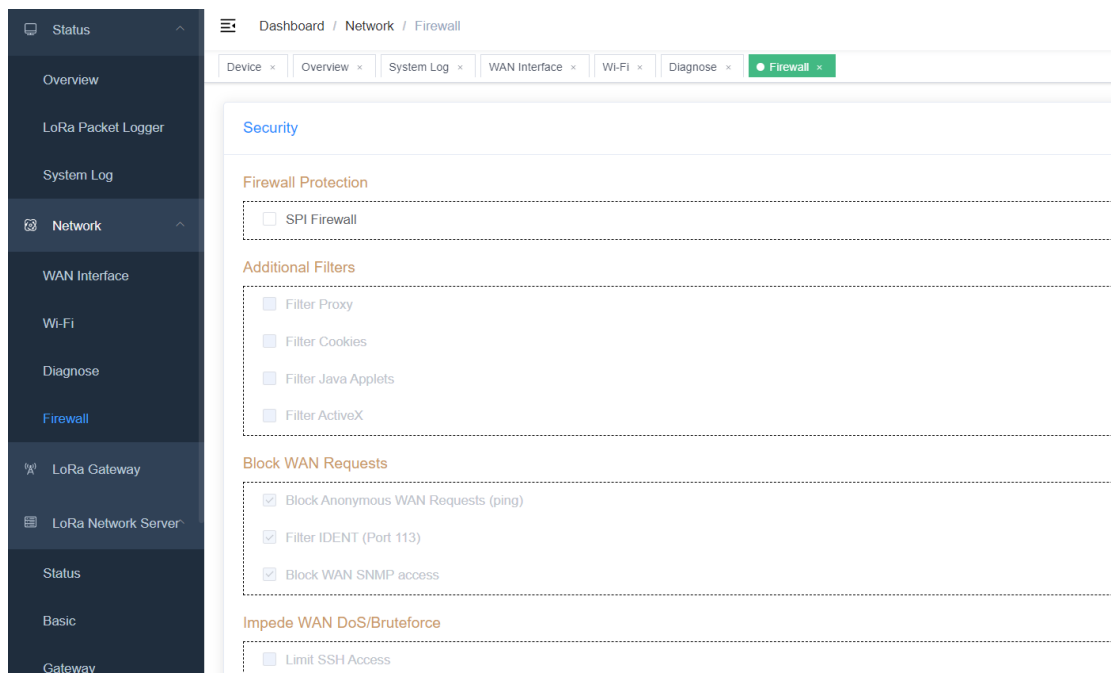 Status
Overview
LoRa Packet Logger
System Log
Network
WAN Interface
Wi-Fi
Diagnose
Firewall
LoRa Gateway
LoRa Network Server
Status
Basic
Gateway
Dashboard / Network / Firewall
Device × Overview × System Log × WAN Interface × Wi-Fi × Diagnose × Firewall ×
Security
Firewall Protection
SPI Firewall
Additional Filters
Filter Proxy
Filter Cookies
Filter Java Applets
Filter ActiveX
Block WAN Requests
Block Anonymous WAN Requests (ping)
Filter IDENT (Port 113)
Block WAN SNMP access
Impede WAN DoS/Bruteforce
Limit SSH Access